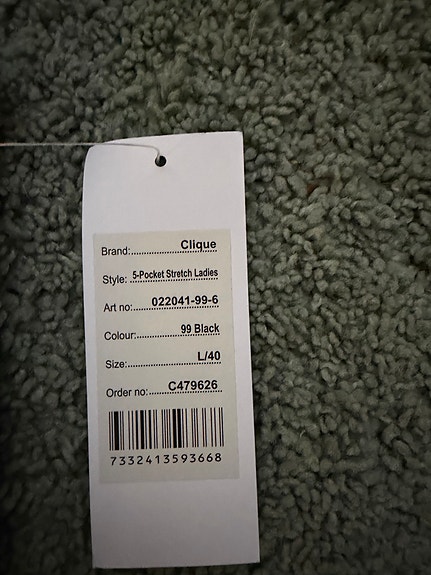 Brand: Clique
Style: 5-Pocket Stretch Ladies
Art no: 022041-99-6
Colour: 99 Black
Size: L/40
Order no: C479626
7332413593668